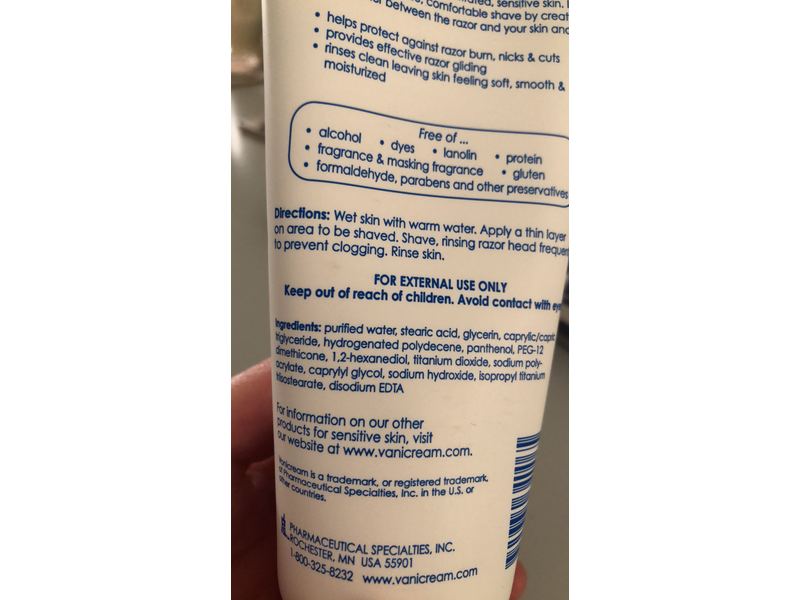 sensitive skin.
comfortable shave by creat
between the razor and your skin and
• helps protect against razor burn, nicks & cuts
• provides effective razor gliding
• rinses clean leaving skin feeling soft, smooth &
moisturized
Free of ...
• alcohol • dyes • lanolin • protein
• fragrance & masking fragrance • gluten
• formaldehyde, parabens and other preservatives
Directions: Wet skin with warm water. Apply a thin layer
on area to be shaved. Shave, rinsing razor head frequen
to prevent clogging. Rinse skin.
FOR EXTERNAL USE ONLY
Keep out of reach of children. Avoid contact with eye
Ingredients: purified water, stearic acid, glycerin, caprylic/capric
triglyceride, hydrogenated polydecene, panthenol, PEG-12
dimethicone, 1,2-hexanediol, titanium dioxide, sodium poly-
acrylate, caprylyl glycol, sodium hydroxide, isopropyl titanium
triisostearate, disodium EDTA
For information on our other
products for sensitive skin, visit
our website at www.vanicream.com.
Vanicream is a trademark, or registered trademark,
of Pharmaceutical Specialties, Inc. in the U.S. or
other countries.
PHARMACEUTICAL SPECIALTIES, INC.
ROCHESTER, MN USA 55901
1-800-325-8232 www.vanicream.com